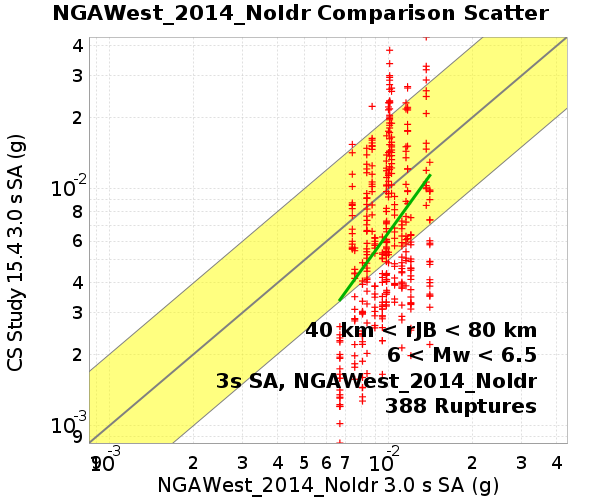 NGAWest_2014_NoIdr Comparison Scatter
CS Study 15.4 3.0 s SA (g)
4
3
2
10-2
8
6
4
3
2
10-3
9
40 km < rJB < 80 km
6 < Mw < 6.5
3s SA, NGAWest_2014_NoIdr
388 Ruptures
9 10-3 2 3 4 5 6 7 10-2 2 3 4
NGAWest_2014_NoIdr 3.0 s SA (g)